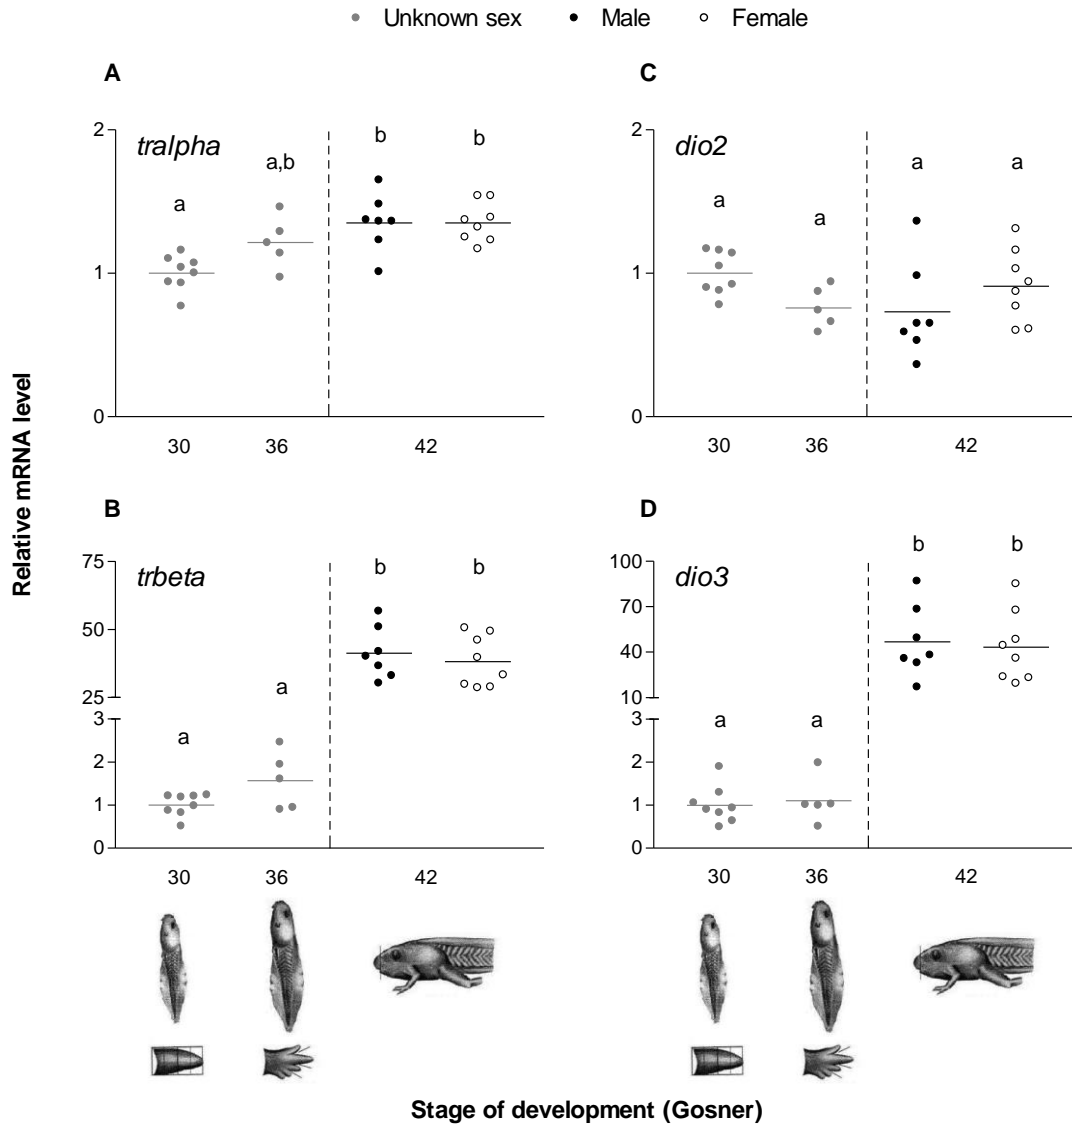 Unknown sex Male Female
A
tralpha
2
1
0
a
a,b
b
b
30 36 42
C
dio2
2
1
0
a
a
a
a
30 36 42
Relative mRNA level
B
trbeta
75
50
25
3
2
1
0
a
a
b
b
30 36 42
D
dio3
100
70
40
10
3
2
1
0
a
a
b
b
30 36 42
Stage of development (Gosner)